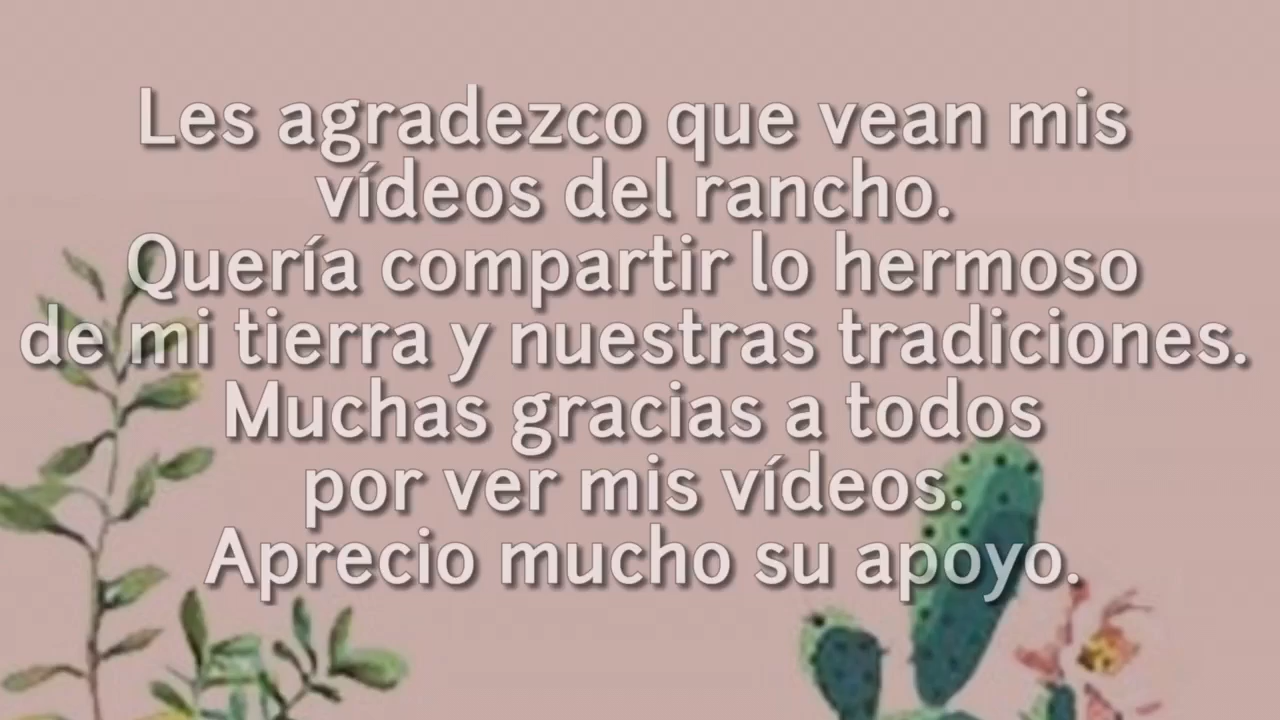 Les agradezco que vean mis
vídeos del rancho.
Quería compartir lo hermoso
de mi tierra y nuestras tradiciones.
Muchas gracias a todos
por ver mis vídeos.
Aprecio mucho su apoyo.